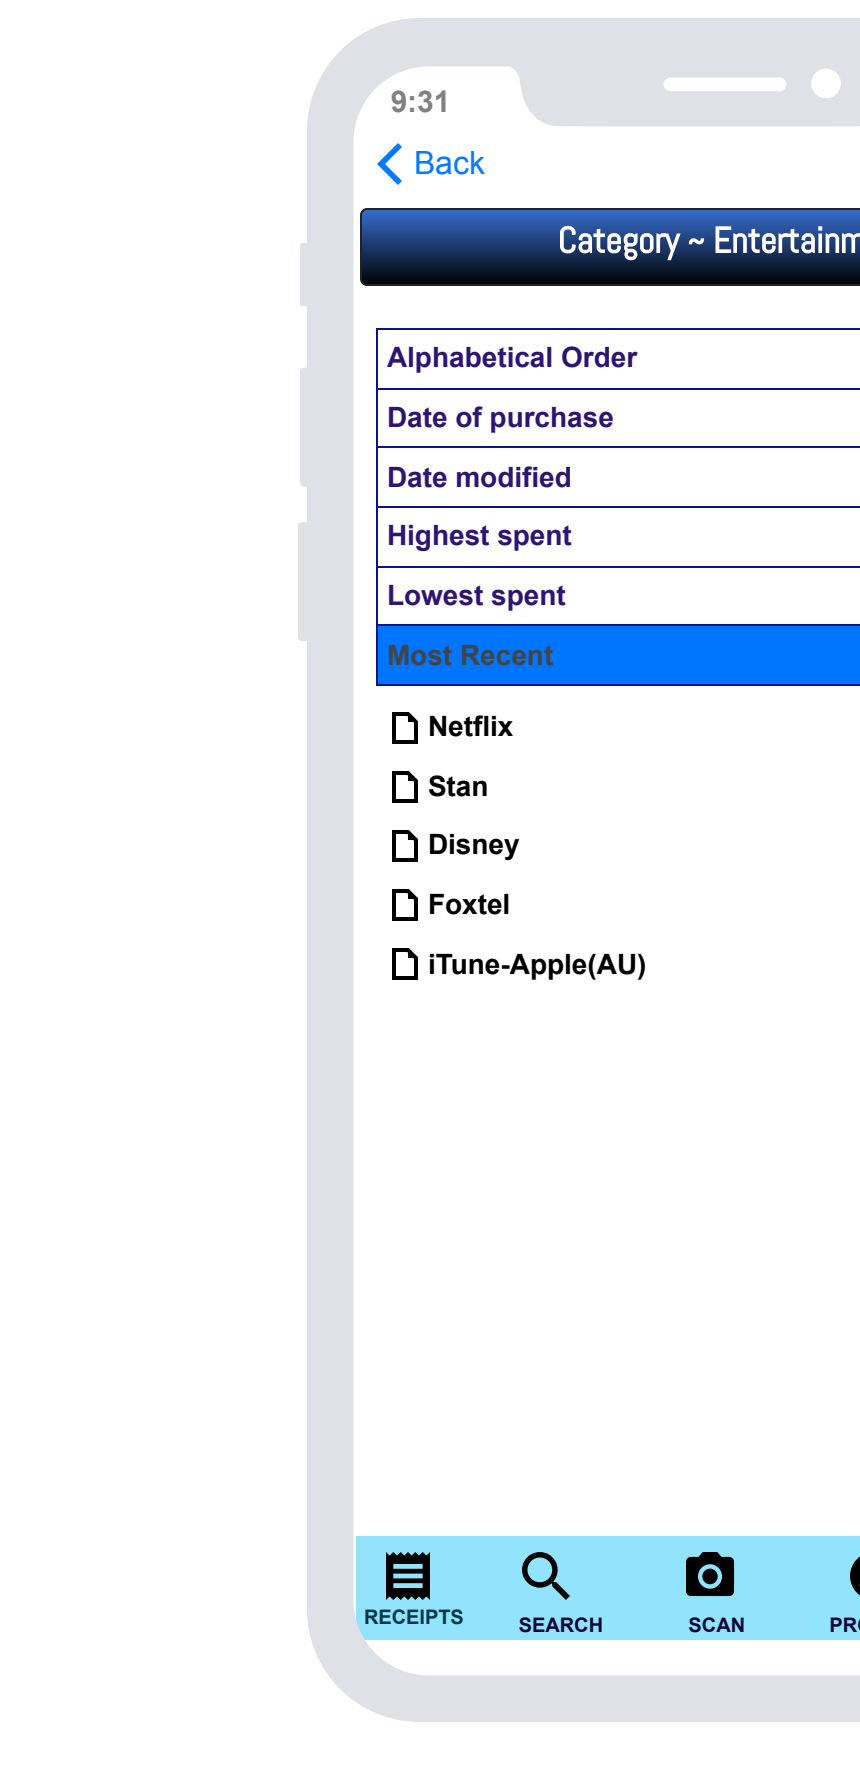 9:31
Back
Category ~ Entertainm
Alphabetical Order
Date of purchase
Date modified
Highest spent
Lowest spent
Most Recent
Netflix
Stan
Disney
Foxtel
iTune-Apple(AU)
RECEIPTS
SEARCH
SCAN